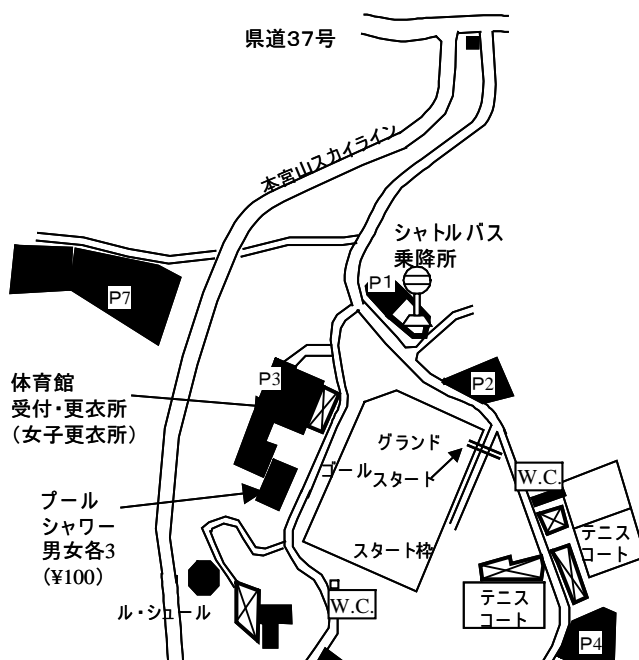 県道37号
本宮山スカイライン
シャトルバス
乗降所
P1
P7
P3
P2
体育館
受付・更衣所
(女子更衣所)
グランド
ゴール
スタート
W.C.
プール
シャワー
男女各3
(¥100)
スタート枠
テニス
コート
ル・シュール
W.C.
テニス
コート
P4